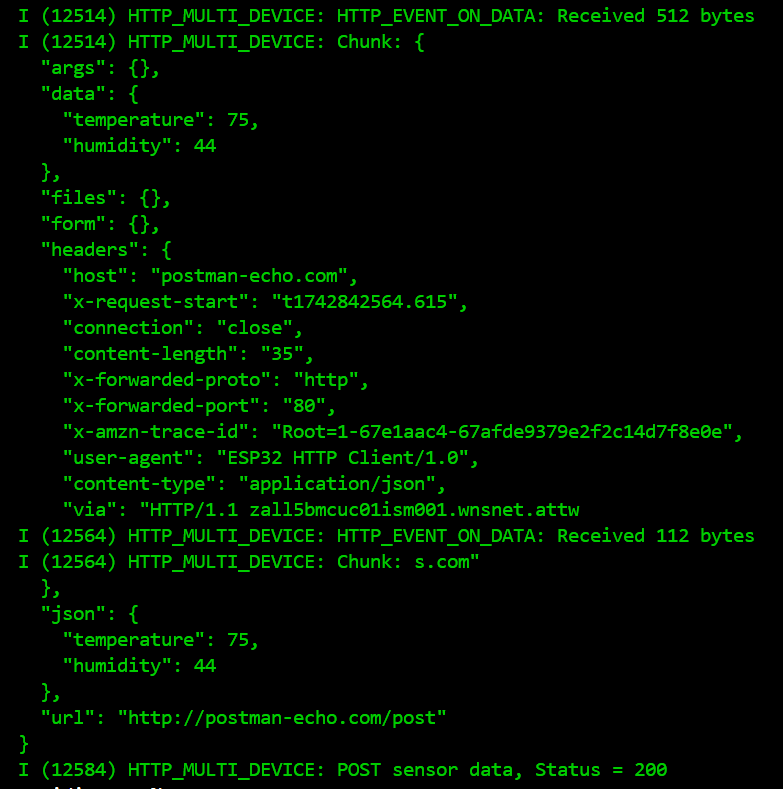 I (12514) HTTP_MULTI_DEVICE: HTTP_EVENT_ON_DATA: Received 512 bytes
I (12514) HTTP_MULTI_DEVICE: Chunk: {
  "args": {},
  "data": {
    "temperature": 75,
    "humidity": 44
  },
  "files": {},
  "form": {},
  "headers": {
    "host": "postman-echo.com",
    "x-request-start": "t1742842564.615",
    "connection": "close",
    "content-length": "35",
    "x-forwarded-proto": "http",
    "x-forwarded-port": "80",
    "x-amzn-trace-id": "Root=1-67e1aac4-67afde9379e2f2c14d7f8e0e",
    "user-agent": "ESP32 HTTP Client/1.0",
    "content-type": "application/json",
    "via": "HTTP/1.1 zall5bmcuc01ism001.wnsnet.attw
I (12564) HTTP_MULTI_DEVICE: HTTP_EVENT_ON_DATA: Received 112 bytes
I (12564) HTTP_MULTI_DEVICE: Chunk: s.com"
  },
  "json": {
    "temperature": 75,
    "humidity": 44
  },
  "url": "http://postman-echo.com/post"
}
I (12584) HTTP_MULTI_DEVICE: POST sensor data, Status = 200